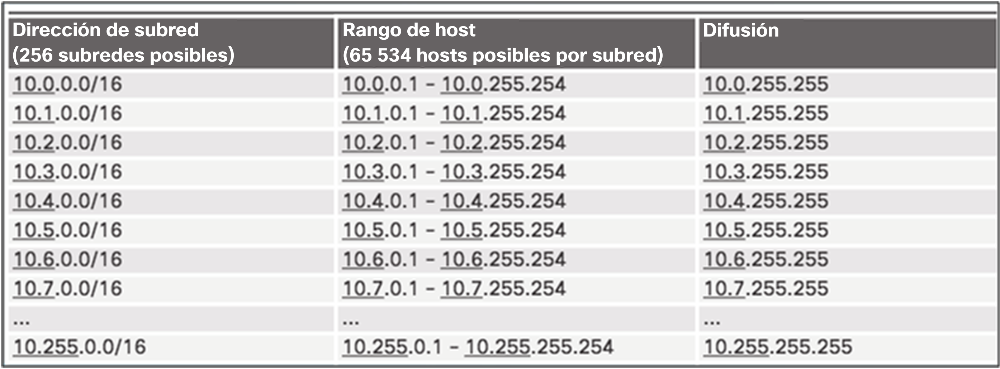 Dirección de subred
(256 subredes posibles)
Rango de host
(65 534 hosts posibles por subred)
Difusión
10.0.0.0/16 10.0.0.1 - 10.0.255.254 10.0.255.255
10.1.0.0/16 10.1.0.1 - 10.1.255.254 10.1.255.255
10.2.0.0/16 10.2.0.1 - 10.2.255.254 10.2.255.255
10.3.0.0/16 10.3.0.1 - 10.3.255.254 10.3.255.255
10.4.0.0/16 10.4.0.1 - 10.4.255.254 10.4.255.255
10.5.0.0/16 10.5.0.1 - 10.5.255.254 10.5.255.255
10.6.0.0/16 10.6.0.1 - 10.6.255.254 10.6.255.255
10.7.0.0/16 10.7.0.1 - 10.7.255.254 10.7.255.255
... ... ...
10.255.0.0/16 10.255.0.1 - 10.255.255.254 10.255.255.255